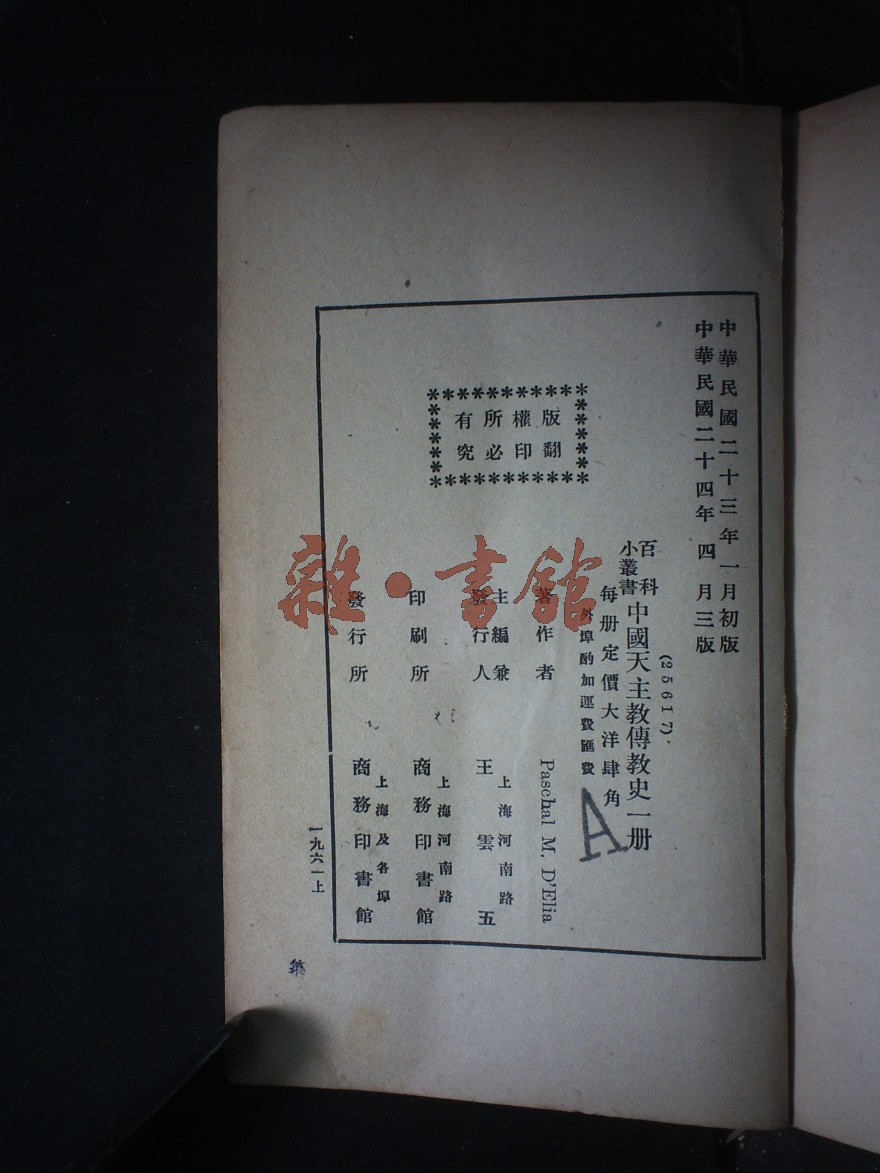 中華民國二十三年一月初版
中華民國二十四年四月三版
(25617)
百科
小叢書
中國天主教傳教史一册
每册定價大洋肆角
外埠酌加運費匯費
A
版權所有
翻印必究
著作者
Paschal M. D'Elia
主編兼
發行人
上海河南路
王雲五
印刷所
上海河南路
商務印書館
發行所
上海及各埠
商務印書館
一九六一上
雜·書館